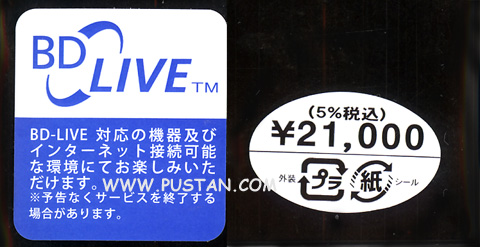 BD LIVE™
BD-LIVE 対応の機器及び
インターネット接続可能
な環境にてお楽しみいた
だけます。
※予告なくサービスを終了する
場合があります。
WWW.PUSTAN.COM
(5%税込)
¥21,000
外装 プラ 紙 シール